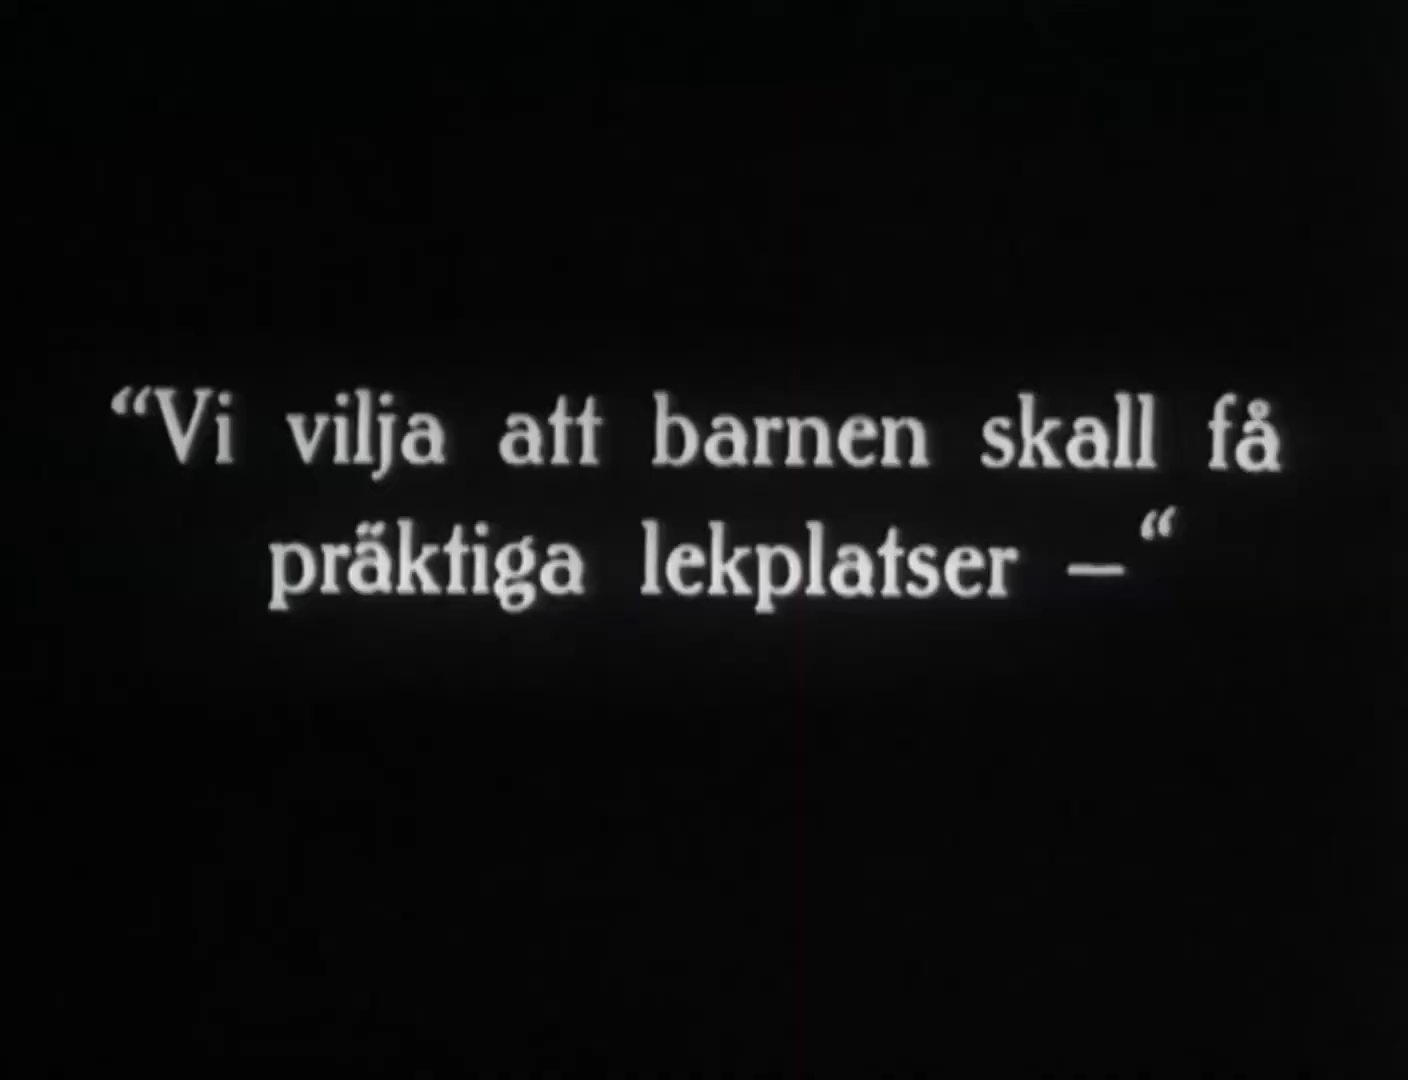 “Vi vilja att barnen skall få
präktiga lekplatser —“